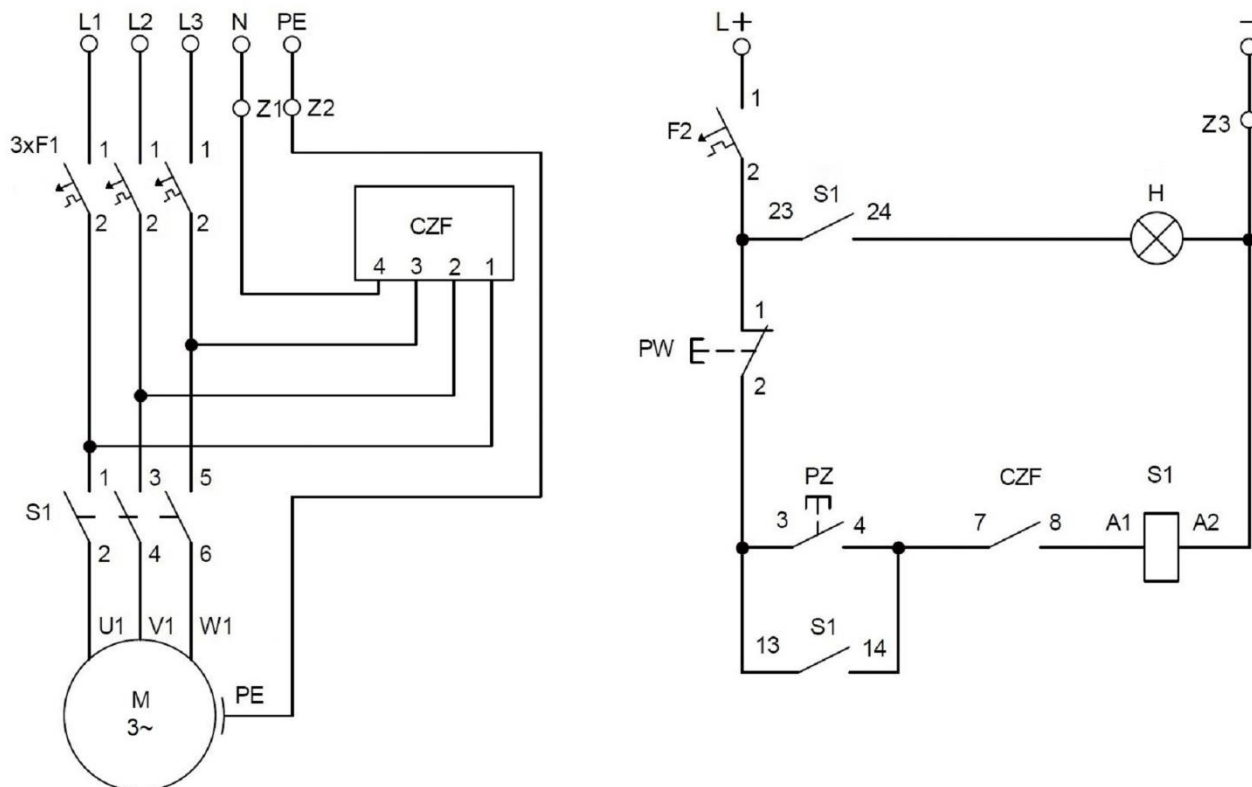 L1 L2 L3 N PE
Z1 Z2
3xF1 1 1 1
2 2 2
CZF
4 3 2 1
S1 1 3 5
2 4 6
U1 V1 W1
M
3~
PE
L+ −
1
F2
2
Z3
S1
23 24
H
1
PW
2
PZ
3 4
CZF
7 8
S1
A1 A2
S1
13 14